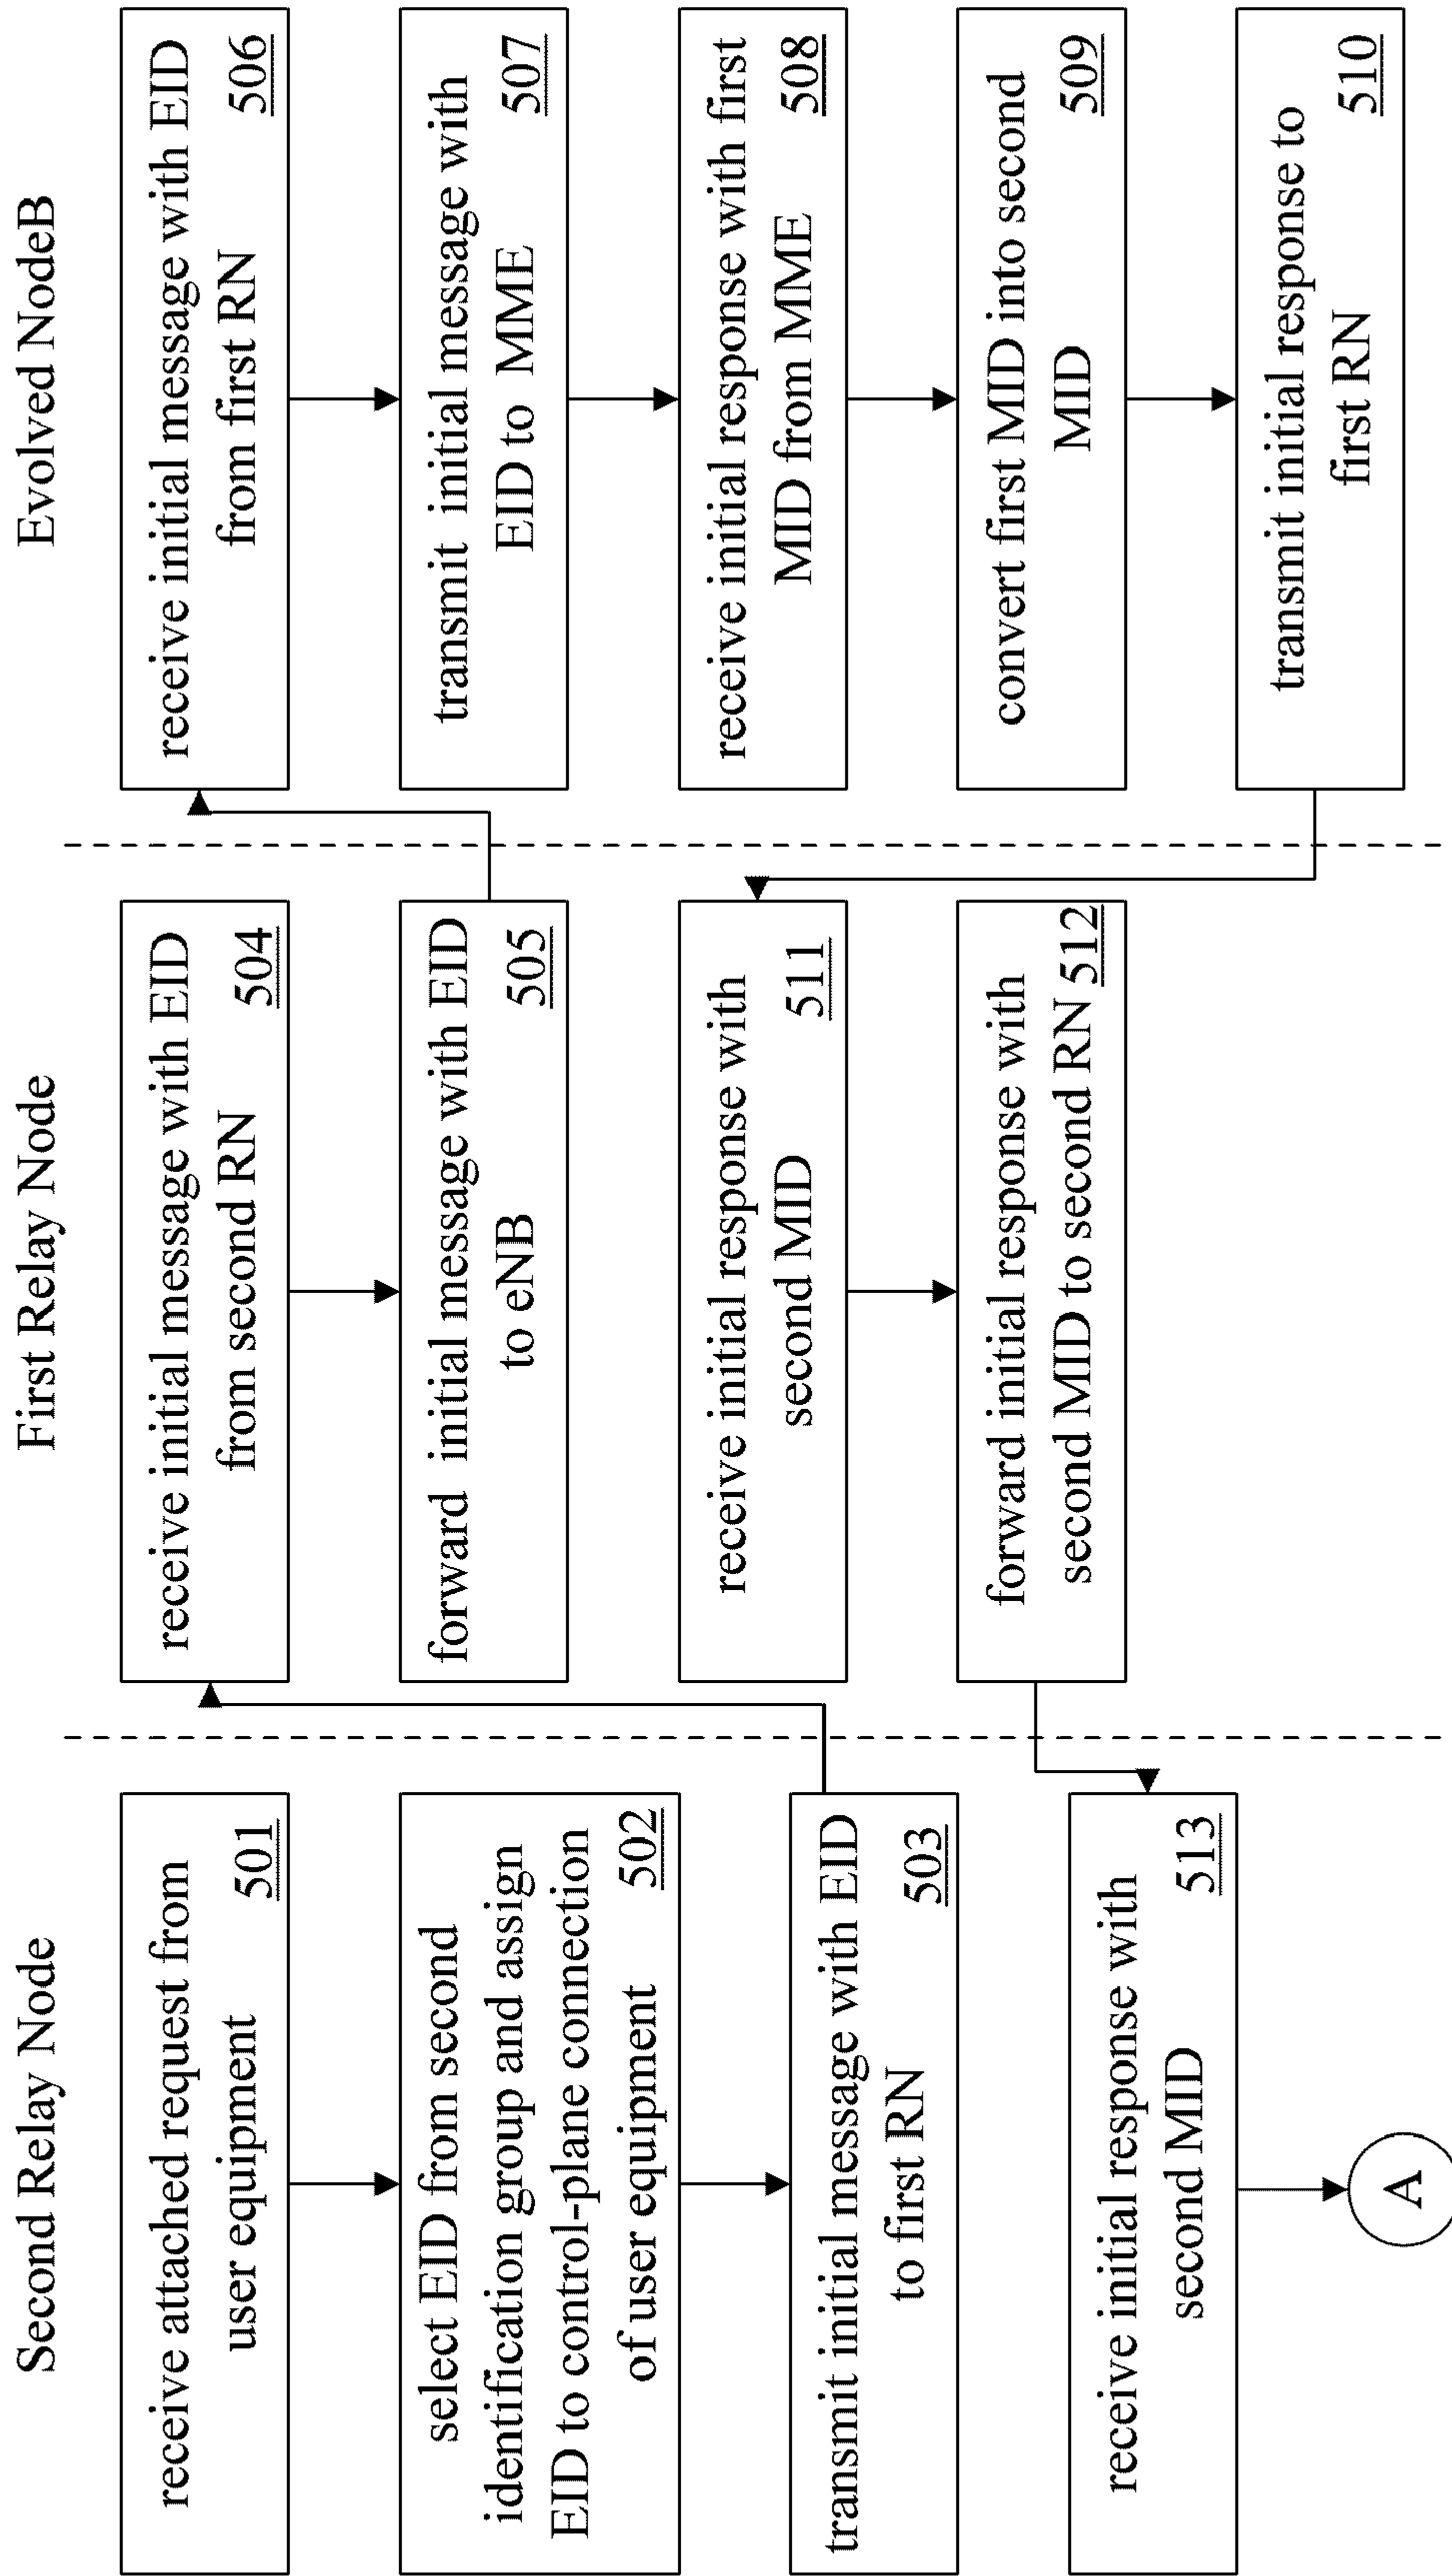 Second Relay Node
receive attached request from
user equipment
501
select EID from second
identification group and assign
EID to control-plane connection
of user equipment
502
transmit initial message with EID
to first RN
503
receive initial response with
second MID
513
A
First Relay Node
receive initial message with EID
from second RN
504
forward initial message with EID
to eNB
505
receive initial response with
second MID
511
forward initial response with
second MID to second RN 512
Evolved NodeB
receive initial message with EID
from first RN
506
transmit initial message with
EID to MME
507
receive initial response with first
MID from MME
508
convert first MID into second
MID
509
transmit initial response to
first RN
510